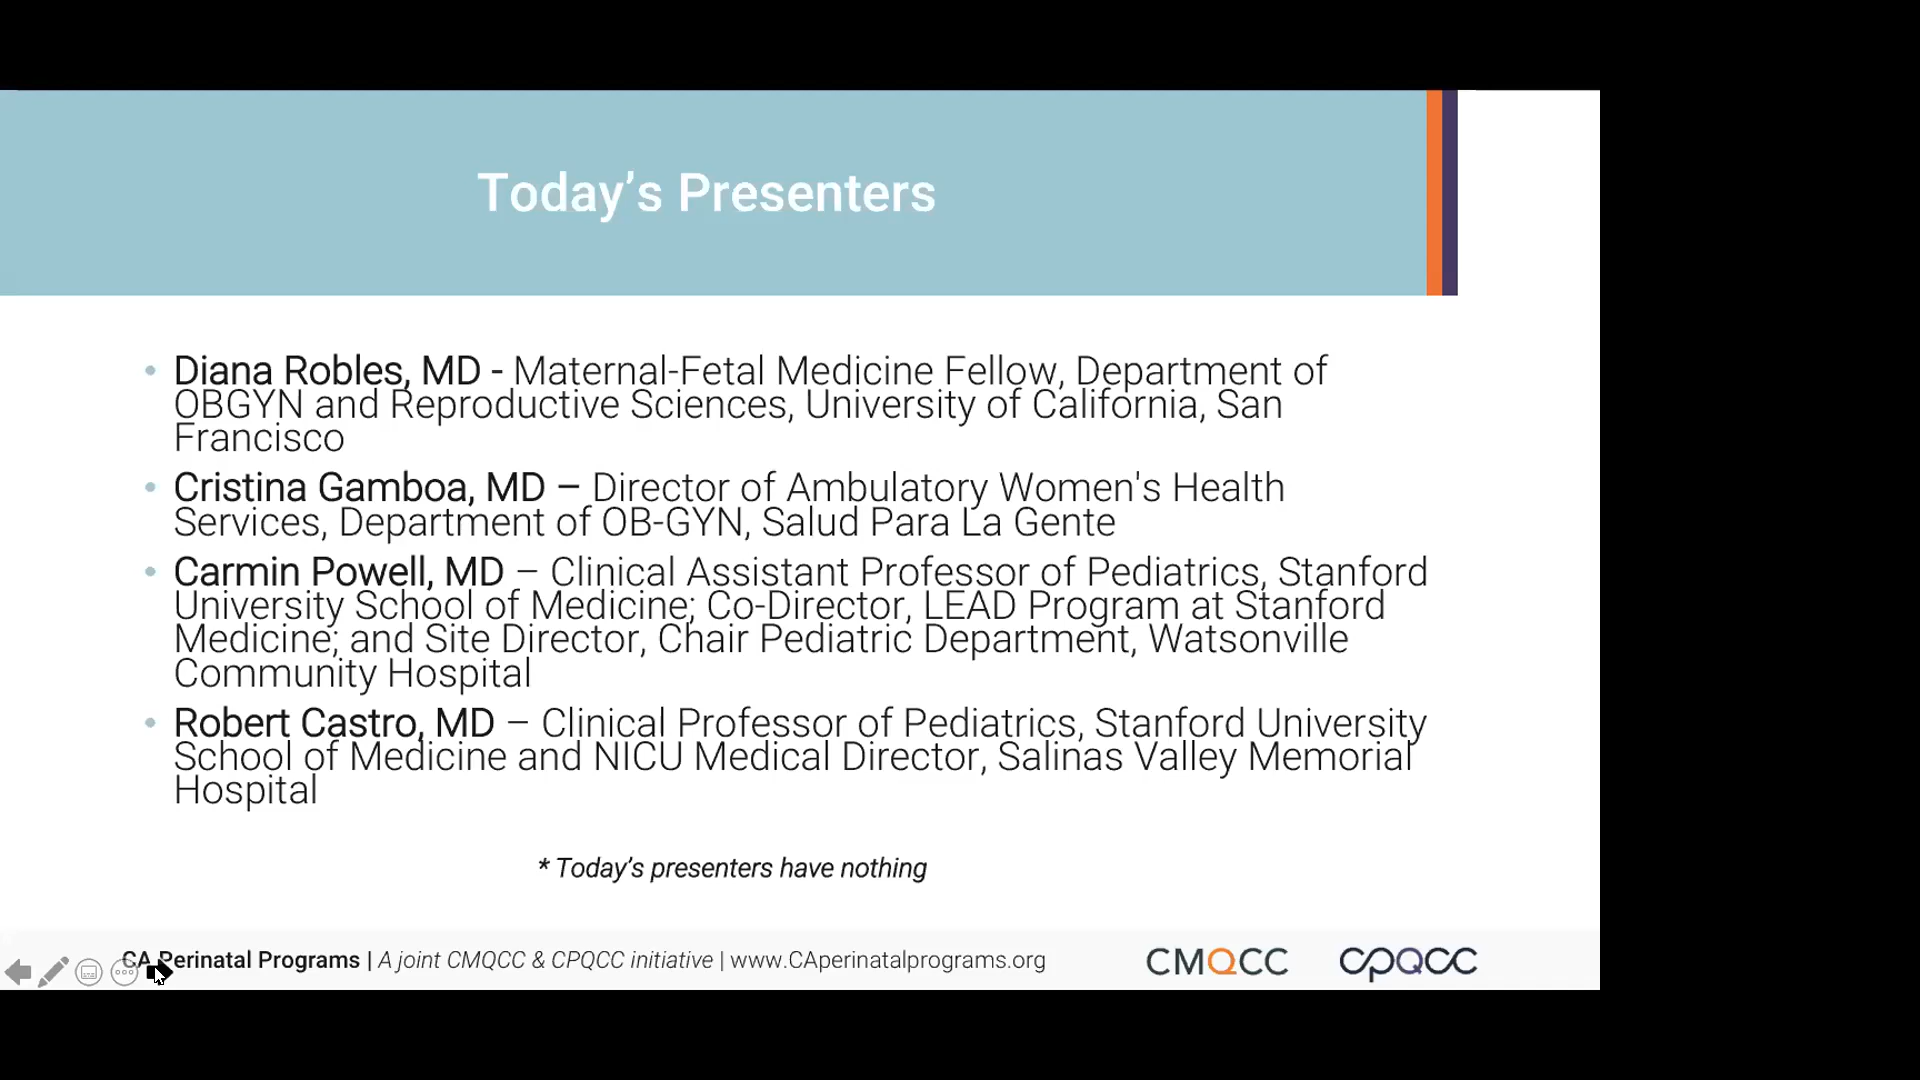 Today’s Presenters
• Diana Robles, MD - Maternal-Fetal Medicine Fellow, Department of
OBGYN and Reproductive Sciences, University of California, San
Francisco
• Cristina Gamboa, MD – Director of Ambulatory Women's Health
Services, Department of OB-GYN, Salud Para La Gente
• Carmin Powell, MD – Clinical Assistant Professor of Pediatrics, Stanford
University School of Medicine; Co-Director, LEAD Program at Stanford
Medicine; and Site Director, Chair Pediatric Department, Watsonville
Community Hospital
• Robert Castro, MD – Clinical Professor of Pediatrics, Stanford University
School of Medicine and NICU Medical Director, Salinas Valley Memorial
Hospital
* Today’s presenters have nothing
CA Perinatal Programs | A joint CMQCC & CPQCC initiative | www.CAperinatalprograms.org
CMQCC
CPQCC